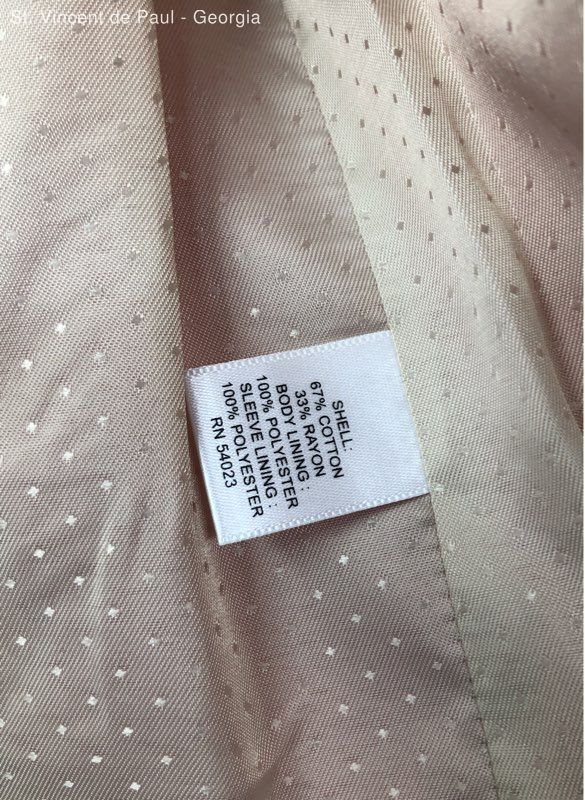 St. Vincent de Paul - Georgia
SHELL:
67% COTTON
33% RAYON
BODY LINING :
100% POLYESTER
SLEEVE LINING :
100% POLYESTER
RN 54023